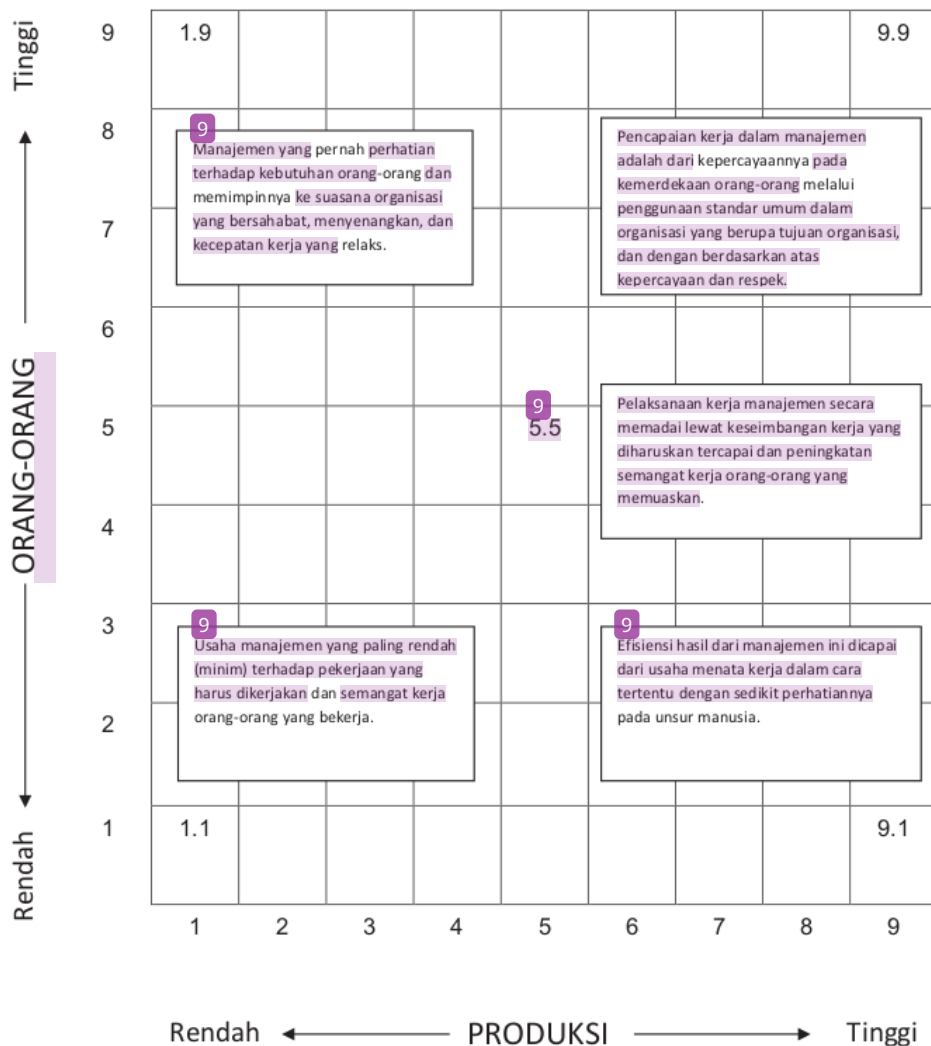 Tinggi
ORANG-ORANG
Rendah
9
8
7
6
5
4
3
2
1
1.9
9.9
9
Manajemen yang pernah perhatian
terhadap kebutuhan orang-orang dan
memimpinnya ke suasana organisasi
yang bersahabat, menyenangkan, dan
kecepatan kerja yang relaks.
Pencapaian kerja dalam manajemen
adalah dari kepercayaannya pada
kemerdekaan orang-orang melalui
penggunaan standar umum dalam
organisasi yang berupa tujuan organisasi,
dan dengan berdasarkan atas
kepercayaan dan respek.
9
5.5
Pelaksanaan kerja manajemen secara
memadai lewat keseimbangan kerja yang
diharuskan tercapai dan peningkatan
semangat kerja orang-orang yang
memuaskan.
9
Usaha manajemen yang paling rendah
(minim) terhadap pekerjaan yang
harus dikerjakan dan semangat kerja
orang-orang yang bekerja.
9
Efisiensi hasil dari manajemen ini dicapai
dari usaha menata kerja dalam cara
tertentu dengan sedikit perhatiannya
pada unsur manusia.
1.1
9.1
1 2 3 4 5 6 7 8 9
Rendah PRODUKSI Tinggi